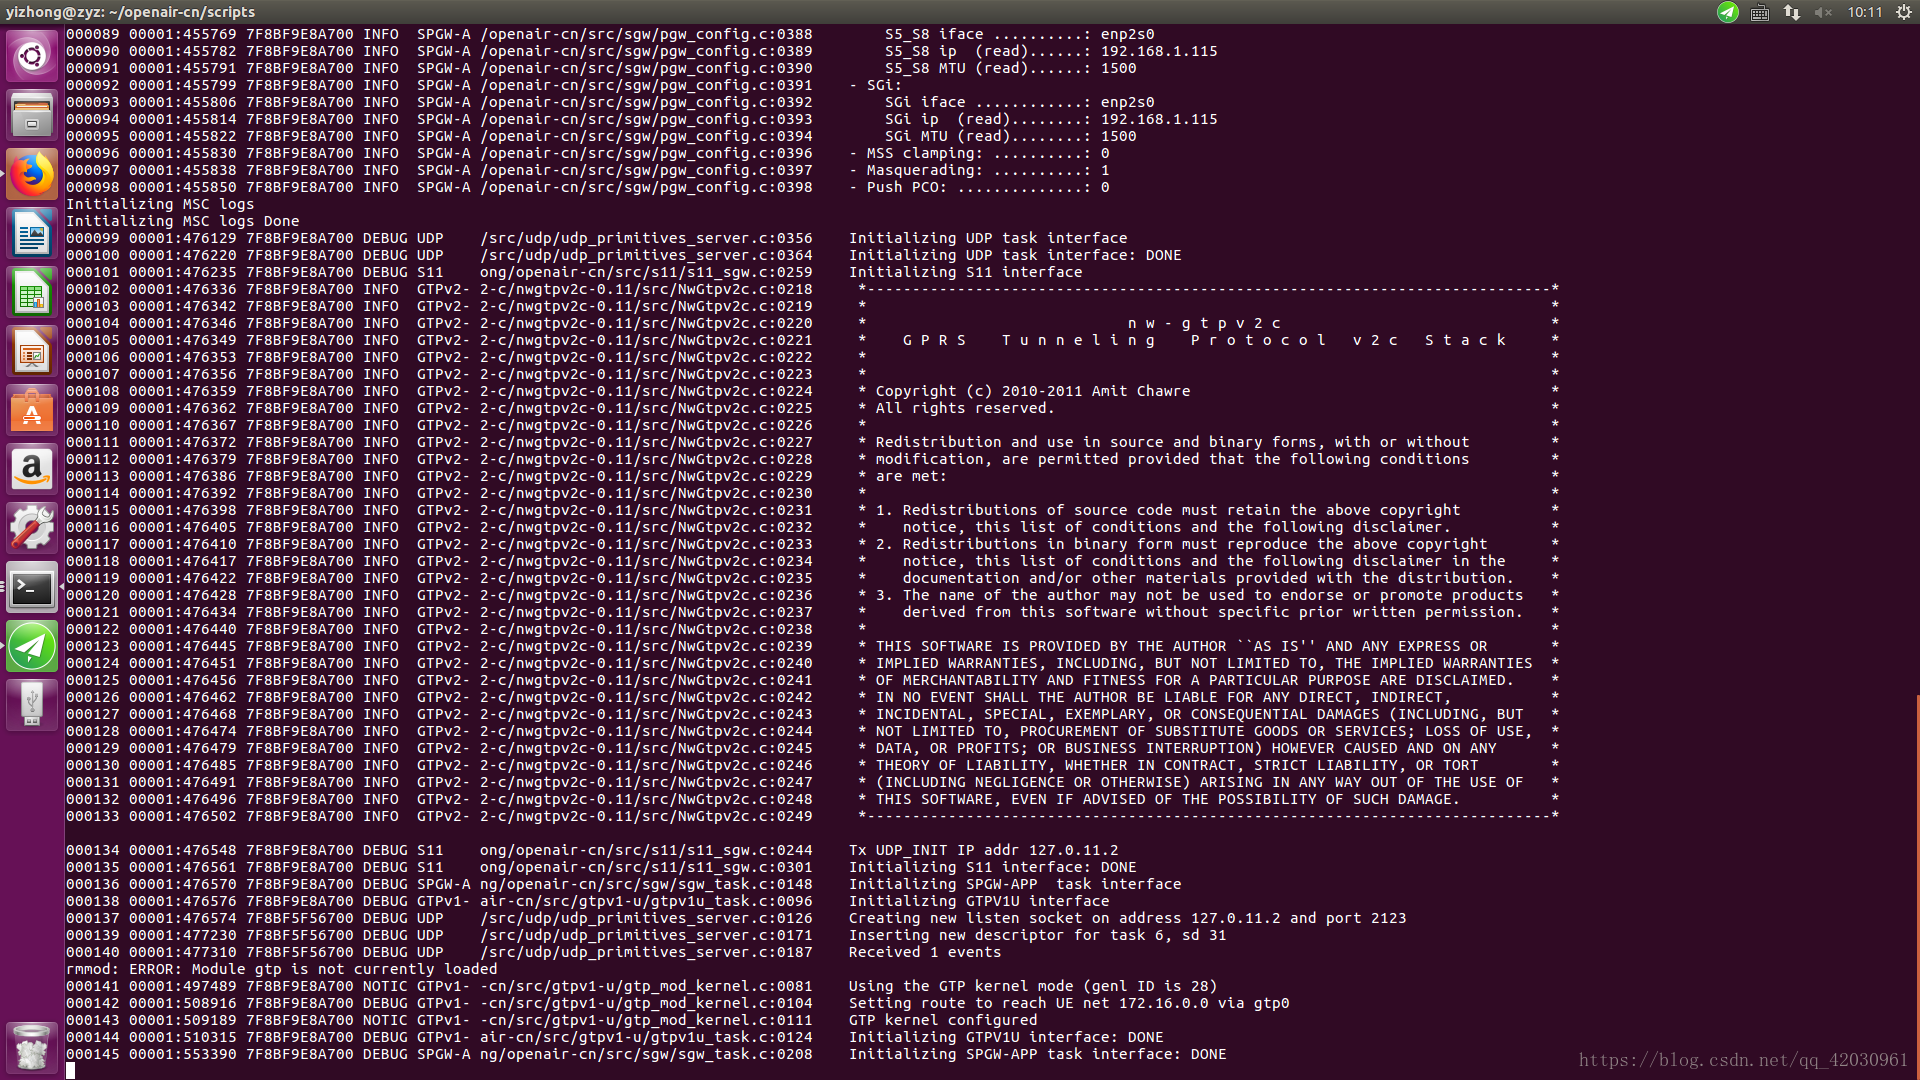 yizhong@zyz: ~/openair-cn/scripts
10:11
000089 00001:455769 7F8BF9E8A700 INFO  SPGW-A /openair-cn/src/sgw/pgw_config.c:0388        S5_S8 iface ..........: enp2s0
000090 00001:455782 7F8BF9E8A700 INFO  SPGW-A /openair-cn/src/sgw/pgw_config.c:0389        S5_S8 ip  (read)......: 192.168.1.115
000091 00001:455791 7F8BF9E8A700 INFO  SPGW-A /openair-cn/src/sgw/pgw_config.c:0390        S5_S8 MTU (read)......: 1500
000092 00001:455799 7F8BF9E8A700 INFO  SPGW-A /openair-cn/src/sgw/pgw_config.c:0391    - SGi:
000093 00001:455806 7F8BF9E8A700 INFO  SPGW-A /openair-cn/src/sgw/pgw_config.c:0392        SGi iface ............: enp2s0
000094 00001:455814 7F8BF9E8A700 INFO  SPGW-A /openair-cn/src/sgw/pgw_config.c:0393        SGi ip  (read)........: 192.168.1.115
000095 00001:455822 7F8BF9E8A700 INFO  SPGW-A /openair-cn/src/sgw/pgw_config.c:0394        SGi MTU (read)........: 1500
000096 00001:455830 7F8BF9E8A700 INFO  SPGW-A /openair-cn/src/sgw/pgw_config.c:0396    - MSS clamping: ..........: 0
000097 00001:455838 7F8BF9E8A700 INFO  SPGW-A /openair-cn/src/sgw/pgw_config.c:0397    - Masquerading: ..........: 1
000098 00001:455850 7F8BF9E8A700 INFO  SPGW-A /openair-cn/src/sgw/pgw_config.c:0398    - Push PCO: ..............: 0
Initializing MSC logs
Initializing MSC logs Done
000099 00001:476129 7F8BF9E8A700 DEBUG UDP    /src/udp/udp_primitives_server.c:0356    Initializing UDP task interface
000100 00001:476220 7F8BF9E8A700 DEBUG UDP    /src/udp/udp_primitives_server.c:0364    Initializing UDP task interface: DONE
000101 00001:476235 7F8BF9E8A700 DEBUG S11    ong/openair-cn/src/s11/s11_sgw.c:0259    Initializing S11 interface
000102 00001:476336 7F8BF9E8A700 INFO  GTPv2- 2-c/nwgtpv2c-0.11/src/NwGtpv2c.c:0218     *----------------------------------------------------------------------------*
000103 00001:476342 7F8BF9E8A700 INFO  GTPv2- 2-c/nwgtpv2c-0.11/src/NwGtpv2c.c:0219     *                                                                            *
000104 00001:476346 7F8BF9E8A700 INFO  GTPv2- 2-c/nwgtpv2c-0.11/src/NwGtpv2c.c:0220     *                             n w - g t p v 2 c                              *
000105 00001:476349 7F8BF9E8A700 INFO  GTPv2- 2-c/nwgtpv2c-0.11/src/NwGtpv2c.c:0221     *    G P R S    T u n n e l i n g    P r o t o c o l   v 2 c   S t a c k     *
000106 00001:476353 7F8BF9E8A700 INFO  GTPv2- 2-c/nwgtpv2c-0.11/src/NwGtpv2c.c:0222     *                                                                            *
000107 00001:476356 7F8BF9E8A700 INFO  GTPv2- 2-c/nwgtpv2c-0.11/src/NwGtpv2c.c:0223     *                                                                            *
000108 00001:476359 7F8BF9E8A700 INFO  GTPv2- 2-c/nwgtpv2c-0.11/src/NwGtpv2c.c:0224     * Copyright (c) 2010-2011 Amit Chawre                                        *
000109 00001:476362 7F8BF9E8A700 INFO  GTPv2- 2-c/nwgtpv2c-0.11/src/NwGtpv2c.c:0225     * All rights reserved.                                                       *
000110 00001:476367 7F8BF9E8A700 INFO  GTPv2- 2-c/nwgtpv2c-0.11/src/NwGtpv2c.c:0226     *                                                                            *
000111 00001:476372 7F8BF9E8A700 INFO  GTPv2- 2-c/nwgtpv2c-0.11/src/NwGtpv2c.c:0227     * Redistribution and use in source and binary forms, with or without         *
000112 00001:476379 7F8BF9E8A700 INFO  GTPv2- 2-c/nwgtpv2c-0.11/src/NwGtpv2c.c:0228     * modification, are permitted provided that the following conditions         *
000113 00001:476386 7F8BF9E8A700 INFO  GTPv2- 2-c/nwgtpv2c-0.11/src/NwGtpv2c.c:0229     * are met:                                                                   *
000114 00001:476392 7F8BF9E8A700 INFO  GTPv2- 2-c/nwgtpv2c-0.11/src/NwGtpv2c.c:0230     *                                                                            *
000115 00001:476398 7F8BF9E8A700 INFO  GTPv2- 2-c/nwgtpv2c-0.11/src/NwGtpv2c.c:0231     * 1. Redistributions of source code must retain the above copyright          *
000116 00001:476405 7F8BF9E8A700 INFO  GTPv2- 2-c/nwgtpv2c-0.11/src/NwGtpv2c.c:0232     *    notice, this list of conditions and the following disclaimer.           *
000117 00001:476410 7F8BF9E8A700 INFO  GTPv2- 2-c/nwgtpv2c-0.11/src/NwGtpv2c.c:0233     * 2. Redistributions in binary form must reproduce the above copyright       *
000118 00001:476417 7F8BF9E8A700 INFO  GTPv2- 2-c/nwgtpv2c-0.11/src/NwGtpv2c.c:0234     *    notice, this list of conditions and the following disclaimer in the     *
000119 00001:476422 7F8BF9E8A700 INFO  GTPv2- 2-c/nwgtpv2c-0.11/src/NwGtpv2c.c:0235     *    documentation and/or other materials provided with the distribution.    *
000120 00001:476428 7F8BF9E8A700 INFO  GTPv2- 2-c/nwgtpv2c-0.11/src/NwGtpv2c.c:0236     * 3. The name of the author may not be used to endorse or promote products   *
000121 00001:476434 7F8BF9E8A700 INFO  GTPv2- 2-c/nwgtpv2c-0.11/src/NwGtpv2c.c:0237     *    derived from this software without specific prior written permission.   *
000122 00001:476440 7F8BF9E8A700 INFO  GTPv2- 2-c/nwgtpv2c-0.11/src/NwGtpv2c.c:0238     *                                                                            *
000123 00001:476445 7F8BF9E8A700 INFO  GTPv2- 2-c/nwgtpv2c-0.11/src/NwGtpv2c.c:0239     * THIS SOFTWARE IS PROVIDED BY THE AUTHOR ``AS IS'' AND ANY EXPRESS OR       *
000124 00001:476451 7F8BF9E8A700 INFO  GTPv2- 2-c/nwgtpv2c-0.11/src/NwGtpv2c.c:0240     * IMPLIED WARRANTIES, INCLUDING, BUT NOT LIMITED TO, THE IMPLIED WARRANTIES  *
000125 00001:476456 7F8BF9E8A700 INFO  GTPv2- 2-c/nwgtpv2c-0.11/src/NwGtpv2c.c:0241     * OF MERCHANTABILITY AND FITNESS FOR A PARTICULAR PURPOSE ARE DISCLAIMED.    *
000126 00001:476462 7F8BF9E8A700 INFO  GTPv2- 2-c/nwgtpv2c-0.11/src/NwGtpv2c.c:0242     * IN NO EVENT SHALL THE AUTHOR BE LIABLE FOR ANY DIRECT, INDIRECT,           *
000127 00001:476468 7F8BF9E8A700 INFO  GTPv2- 2-c/nwgtpv2c-0.11/src/NwGtpv2c.c:0243     * INCIDENTAL, SPECIAL, EXEMPLARY, OR CONSEQUENTIAL DAMAGES (INCLUDING, BUT   *
000128 00001:476474 7F8BF9E8A700 INFO  GTPv2- 2-c/nwgtpv2c-0.11/src/NwGtpv2c.c:0244     * NOT LIMITED TO, PROCUREMENT OF SUBSTITUTE GOODS OR SERVICES; LOSS OF USE,  *
000129 00001:476479 7F8BF9E8A700 INFO  GTPv2- 2-c/nwgtpv2c-0.11/src/NwGtpv2c.c:0245     * DATA, OR PROFITS; OR BUSINESS INTERRUPTION) HOWEVER CAUSED AND ON ANY      *
000130 00001:476485 7F8BF9E8A700 INFO  GTPv2- 2-c/nwgtpv2c-0.11/src/NwGtpv2c.c:0246     * THEORY OF LIABILITY, WHETHER IN CONTRACT, STRICT LIABILITY, OR TORT        *
000131 00001:476491 7F8BF9E8A700 INFO  GTPv2- 2-c/nwgtpv2c-0.11/src/NwGtpv2c.c:0247     * (INCLUDING NEGLIGENCE OR OTHERWISE) ARISING IN ANY WAY OUT OF THE USE OF   *
000132 00001:476496 7F8BF9E8A700 INFO  GTPv2- 2-c/nwgtpv2c-0.11/src/NwGtpv2c.c:0248     * THIS SOFTWARE, EVEN IF ADVISED OF THE POSSIBILITY OF SUCH DAMAGE.          *
000133 00001:476502 7F8BF9E8A700 INFO  GTPv2- 2-c/nwgtpv2c-0.11/src/NwGtpv2c.c:0249     *----------------------------------------------------------------------------*
000134 00001:476548 7F8BF9E8A700 DEBUG S11    ong/openair-cn/src/s11/s11_sgw.c:0244    Tx UDP_INIT IP addr 127.0.11.2
000135 00001:476561 7F8BF9E8A700 DEBUG S11    ong/openair-cn/src/s11/s11_sgw.c:0301    Initializing S11 interface: DONE
000136 00001:476570 7F8BF9E8A700 DEBUG SPGW-A ng/openair-cn/src/sgw/sgw_task.c:0148    Initializing SPGW-APP  task interface
000138 00001:476576 7F8BF9E8A700 DEBUG GTPv1- air-cn/src/gtpv1-u/gtpv1u_task.c:0096    Initializing GTPV1U interface
000137 00001:476574 7F8BF5F56700 DEBUG UDP    /src/udp/udp_primitives_server.c:0126    Creating new listen socket on address 127.0.11.2 and port 2123
000139 00001:477230 7F8BF5F56700 DEBUG UDP    /src/udp/udp_primitives_server.c:0171    Inserting new descriptor for task 6, sd 31
000140 00001:477310 7F8BF5F56700 DEBUG UDP    /src/udp/udp_primitives_server.c:0187    Received 1 events
rmmod: ERROR: Module gtp is not currently loaded
000141 00001:497489 7F8BF9E8A700 NOTIC GTPv1- -cn/src/gtpv1-u/gtp_mod_kernel.c:0081    Using the GTP kernel mode (genl ID is 28)
000142 00001:508916 7F8BF9E8A700 DEBUG GTPv1- -cn/src/gtpv1-u/gtp_mod_kernel.c:0104    Setting route to reach UE net 172.16.0.0 via gtp0
000143 00001:509189 7F8BF9E8A700 NOTIC GTPv1- -cn/src/gtpv1-u/gtp_mod_kernel.c:0111    GTP kernel configured
000144 00001:510315 7F8BF9E8A700 DEBUG GTPv1- air-cn/src/gtpv1-u/gtpv1u_task.c:0124    Initializing GTPV1U interface: DONE
000145 00001:553390 7F8BF9E8A700 DEBUG SPGW-A ng/openair-cn/src/sgw/sgw_task.c:0208    Initializing SPGW-APP task interface: DONE
https://blog.csdn.net/qq_42030961